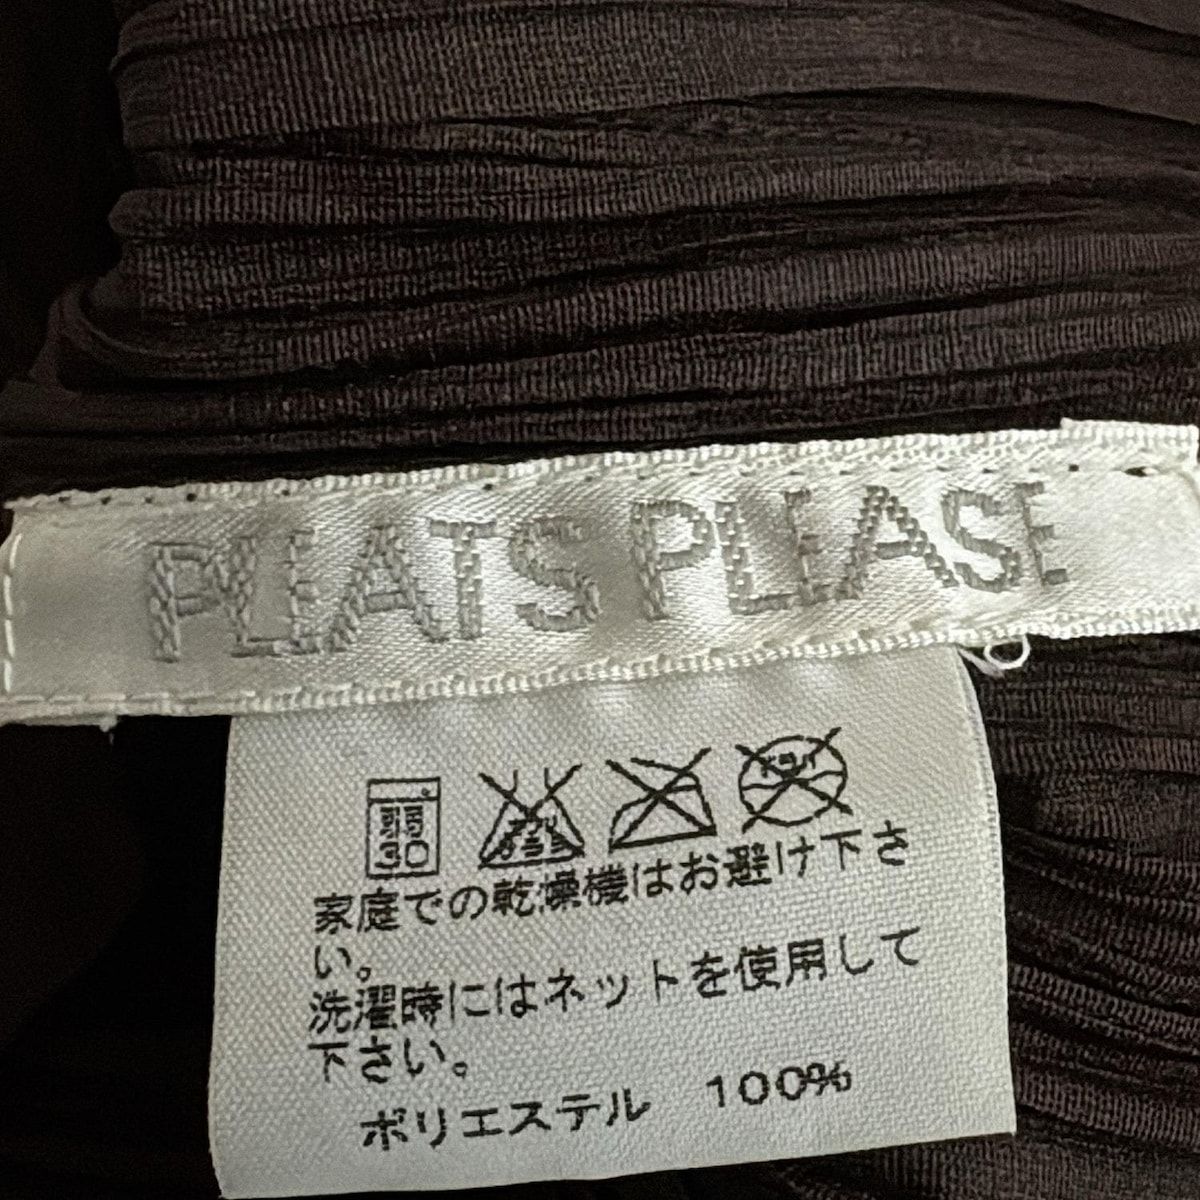 PLEATS PLEASE
弱
30
家庭での乾燥機はお避け下さ
い。
洗濯時にはネットを使用して
下さい。
ポリエステル 100%